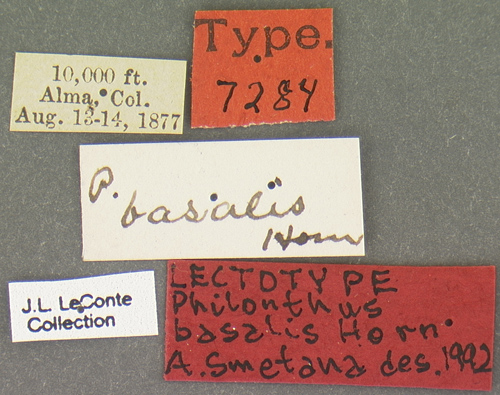 Type.
7284
10,000 ft.
Alma, Col.
Aug. 13-14, 1877
P. basalis
Horn
J.L. LeConte
Collection
LECTOTYPE
Philonthus
basalis Horn
A. Smetana des. 1992